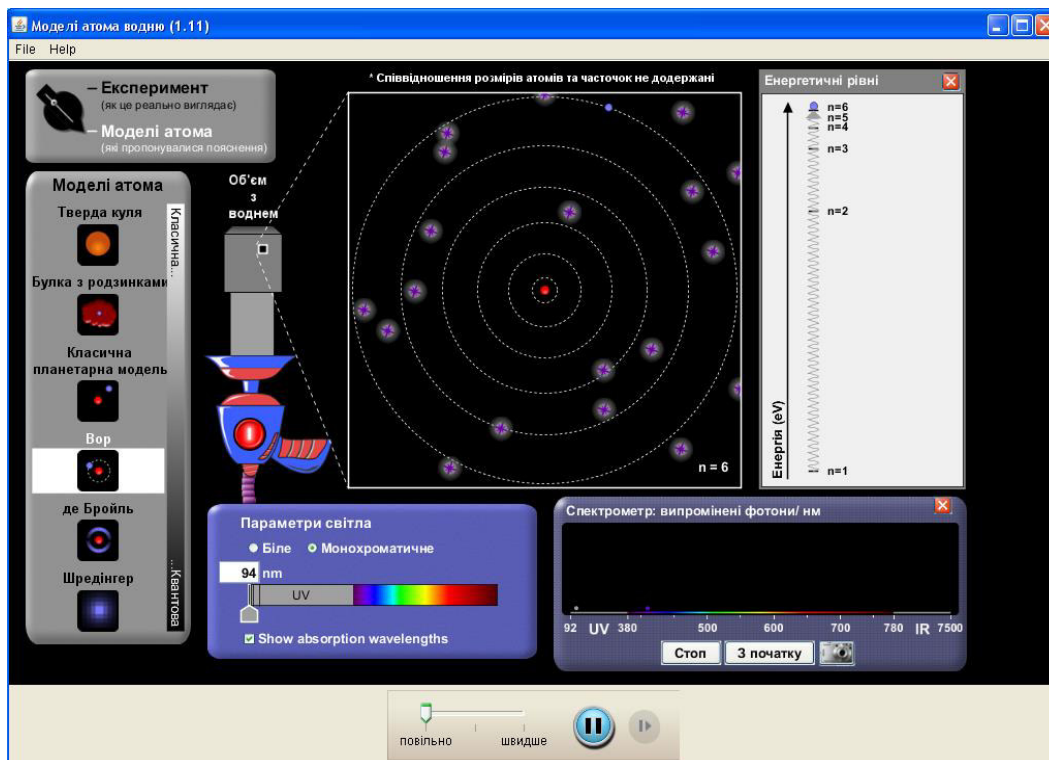 Моделі атома водню (1.11)
File Help
Експеримент
(як це реально виглядає)
Моделі атома
(які пропонувалися пояснення)
Моделі атома
Тверда куля
Булка з родзинками
Класична
планетарна модель
Вор
де Бройль
Шредінгер
Класична...
...Квантова
Об'єм
з
воднем
* Співвідношення розмірів атомів та часточок не додержані
n = 6
Енергетичні рівні
n=6
n=5
n=4
n=3
n=2
n=1
Енергія (eV)
Параметри світла
Біле Монохроматичне
94 nm
UV
Show absorption wavelengths
Спектрометр: випромінені фотони/ нм
92 UV 380 500 600 700 780 IR 7500
Стоп З початку
повільно швидше